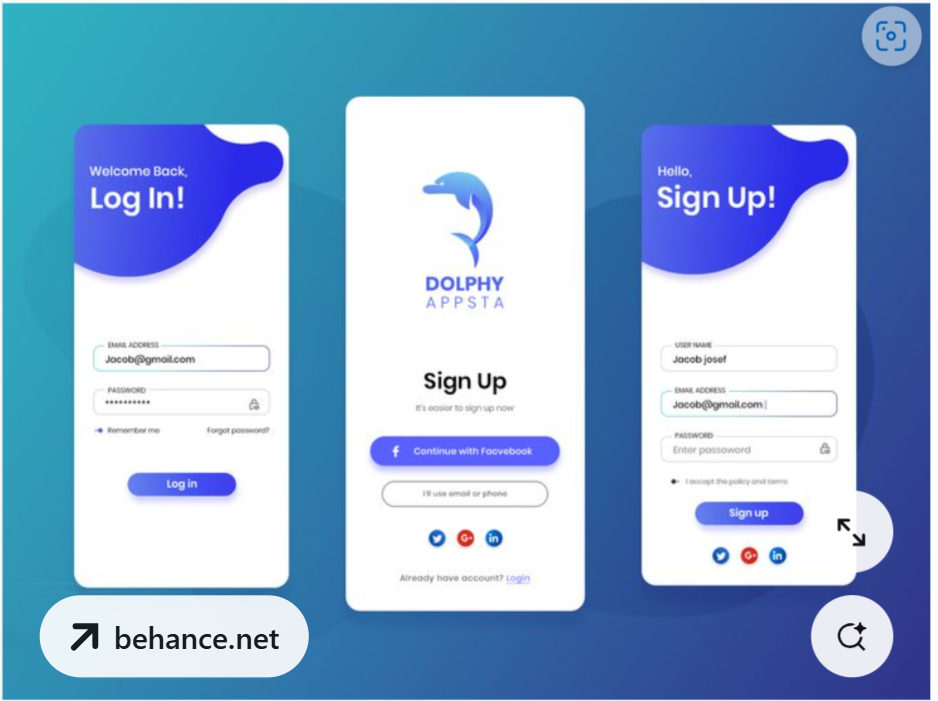 Welcome Back,
Log In!
EMAIL ADDRESS
Jacob@gmail.com
PASSWORD
**********
Remember me
Forgot password?
Log in
DOLPHY
APPSTA
Sign Up
It's easier to sign up now
f Continue with Facvebook
I'll use email or phone
G+ in
Already have account? Login
Hello,
Sign Up!
USER NAME
Jacob josef
EMAIL ADDRESS
Jacob@gmail.com
PASSWORD
Enter passoword
I accept the policy and terms
Sign up
G+ in
behance.net